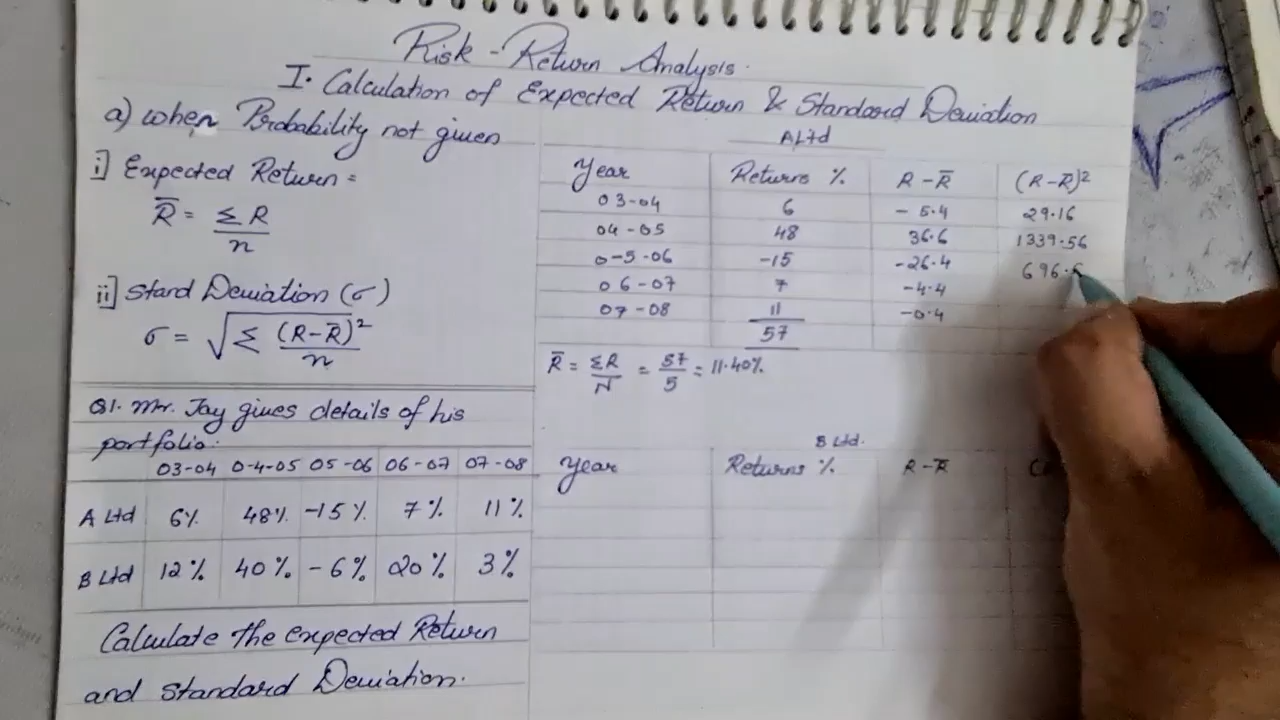 Risk - Return Analysis.
I. Calculation of Expected Return & Standard Deviation
a) when Probability not given
i] Expected Return =
R̄ = ΣR / n
ii] Stard Deviation (σ)
σ = √Σ (R-R̄)² / n
Q1. Mr. Jay gives details of his
portfolio.
03-04 0-4-05 05-06 06-07 07-08
A Ltd 6% 48% -15% 7% 11%
B Ltd 12% 40% -6% 20% 3%
Calculate the expected Return
and Standard Deviation.
A Ltd
Year Returns % R-R̄ (R-R̄)²
03-04 6 -5.4 29.16
04-05 48 36.6 1339.56
0-5-06 -15 -26.4 696.
06-07 7 -4.4
07-08 11 -0.4
57
R̄ = ΣR / N = 57 / 5 = 11.40%
B Ltd.
Year Returns % R-R̄